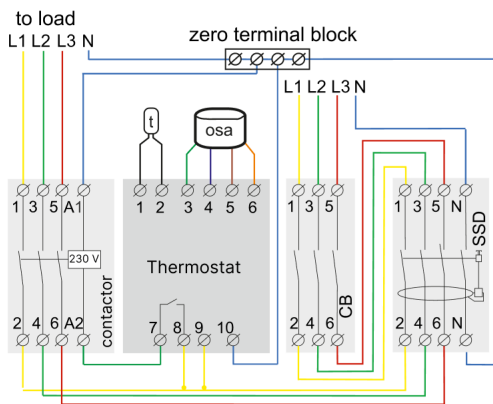 to load
L1 L2 L3 N
zero terminal block
L1 L2 L3 N
t
osa
1 3 5 A1
1 2 3 4 5 6
1 3 5
1 3 5 N
230 V
Thermostat
contactor
CB
SSD
2 4 6 A2
7 8 9 10
2 4 6
2 4 6 N